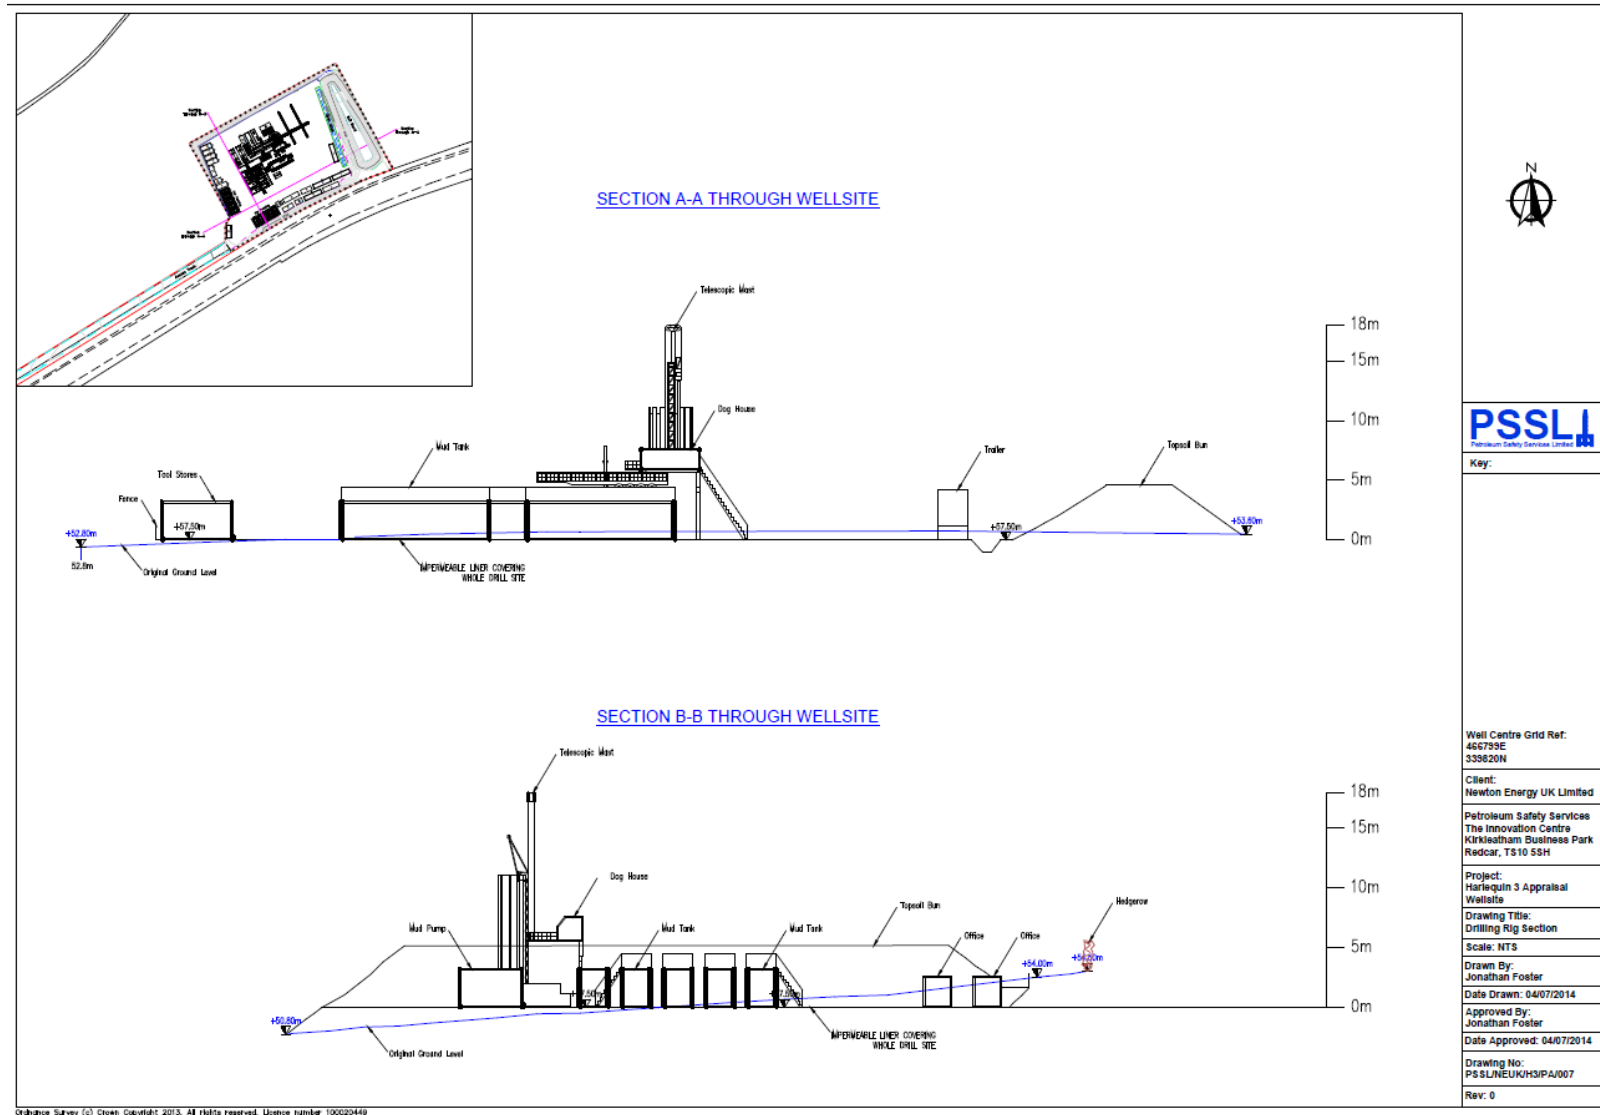 SECTION A-A THROUGH WELLSITE
Telescopic Mast
Dog House
Mud Tank
Tool Stores
Fence
Trailer
Topsoil Bun
18m
15m
10m
5m
0m
+52.80m
52.8m
+57.50m
+57.50m
+53.60m
Original Ground Level
IMPERMEABLE LINER COVERING
WHOLE DRILL SITE
SECTION B-B THROUGH WELLSITE
Telescopic Mast
Dog House
Mud Pump
Mud Tank
Mud Tank
Topsoil Bun
Office
Office
Hedgerow
18m
15m
10m
5m
0m
+54.00m
+50.80m
Original Ground Level
IMPERMEABLE LINER COVERING
WHOLE DRILL SITE
N
PSSL
Petroleum Safety Services Limited
Key:
Well Centre Grid Ref:
466799E
339820N
Client:
Newton Energy UK Limited
Petroleum Safety Services
The Innovation Centre
Kirkleatham Business Park
Redcar, TS10 5SH
Project:
Harlequin 3 Appraisal
Wellsite
Drawing Title:
Drilling Rig Section
Scale: NTS
Drawn By:
Jonathan Foster
Date Drawn: 04/07/2014
Approved By:
Jonathan Foster
Date Approved: 04/07/2014
Drawing No:
PSSL/NEUK/H3/PA/007
Rev: 0
Ordnance Survey (c) Crown Copyright 2013. All rights reserved. Licence number 100020449